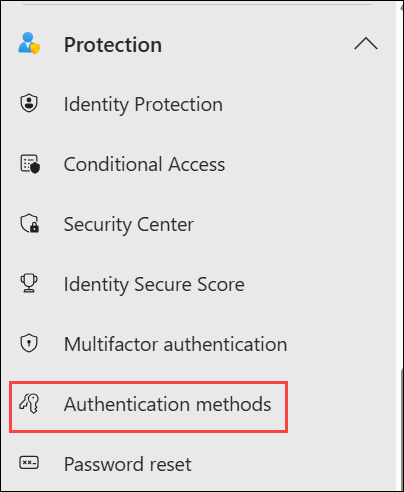 Protection
Identity Protection
Conditional Access
Security Center
Identity Secure Score
Multifactor authentication
Authentication methods
Password reset